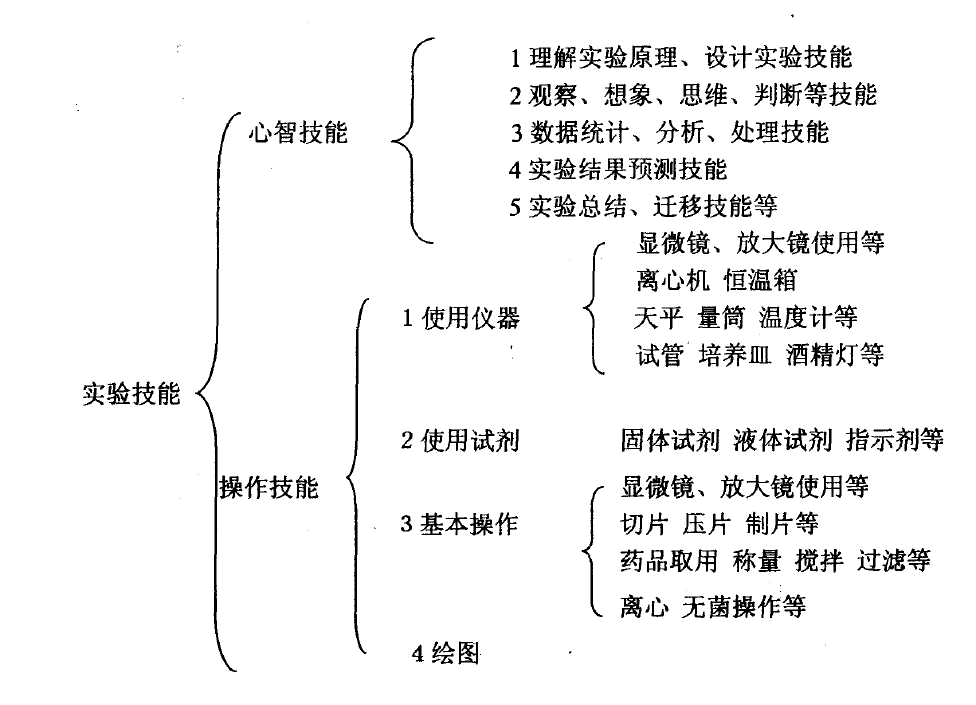 1 理解实验原理、设计实验技能
2 观察、想象、思维、判断等技能
心智技能
3 数据统计、分析、处理技能
4 实验结果预测技能
5 实验总结、迁移技能等
显微镜、放大镜使用等
离心机 恒温箱
1 使用仪器
天平 量筒 温度计等
试管 培养皿 酒精灯等
实验技能
2 使用试剂
固体试剂 液体试剂 指示剂等
操作技能
显微镜、放大镜使用等
3 基本操作
切片 压片 制片等
药品取用 称量 搅拌 过滤等
离心 无菌操作等
4 绘图